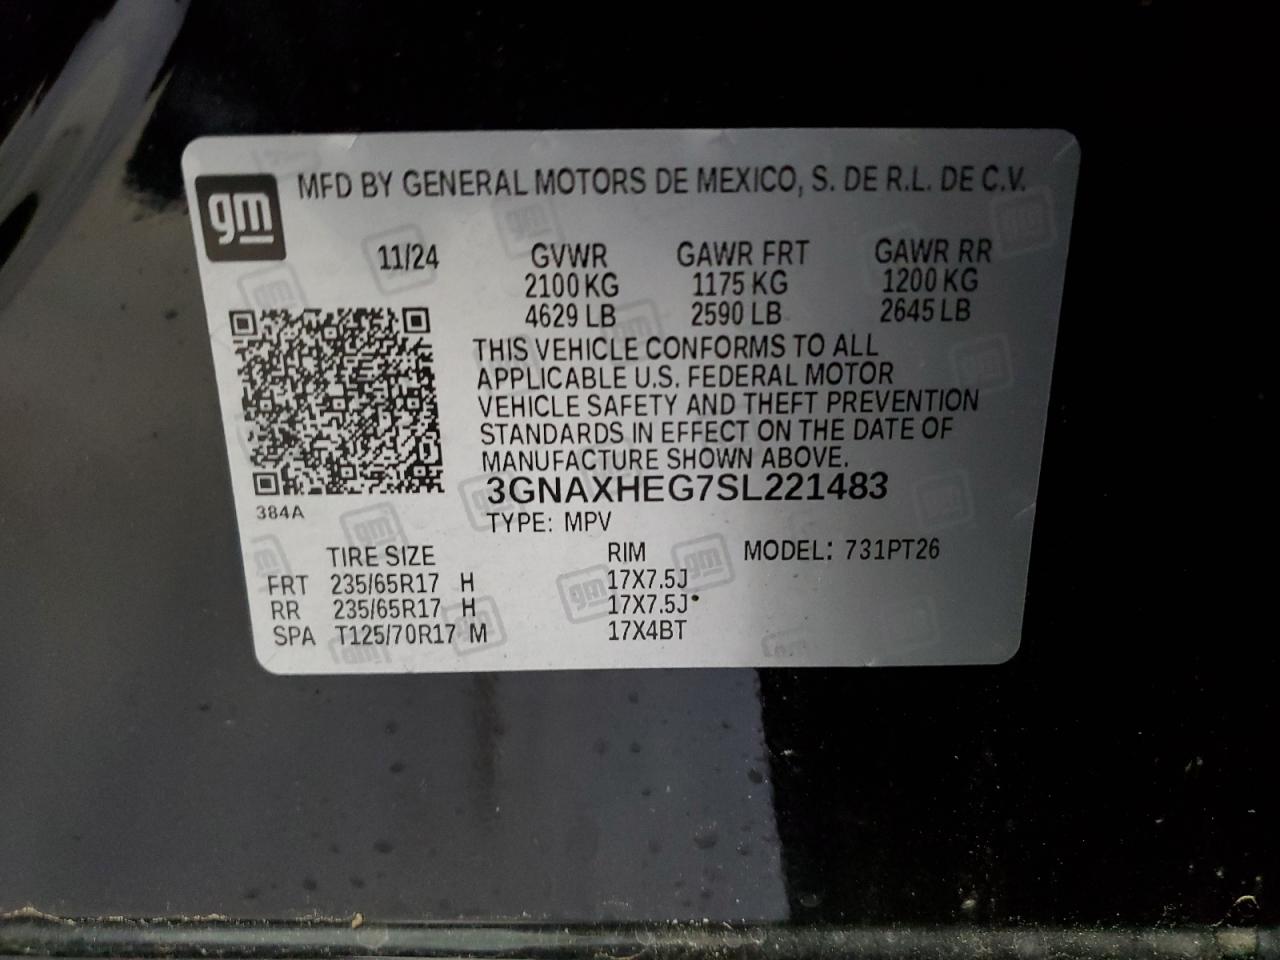 gm
MFD BY GENERAL MOTORS DE MEXICO, S. DE R.L. DE C.V.
11/24 GVWR GAWR FRT GAWR RR
2100 KG 1175 KG 1200 KG
4629 LB 2590 LB 2645 LB
THIS VEHICLE CONFORMS TO ALL
APPLICABLE U.S. FEDERAL MOTOR
VEHICLE SAFETY AND THEFT PREVENTION
STANDARDS IN EFFECT ON THE DATE OF
MANUFACTURE SHOWN ABOVE.
3GNAXHEG7SL221483
384A
TYPE: MPV
TIRE SIZE RIM MODEL: 731PT26
FRT 235/65R17 H 17X7.5J
RR 235/65R17 H 17X7.5J
SPA T125/70R17 M 17X4BT